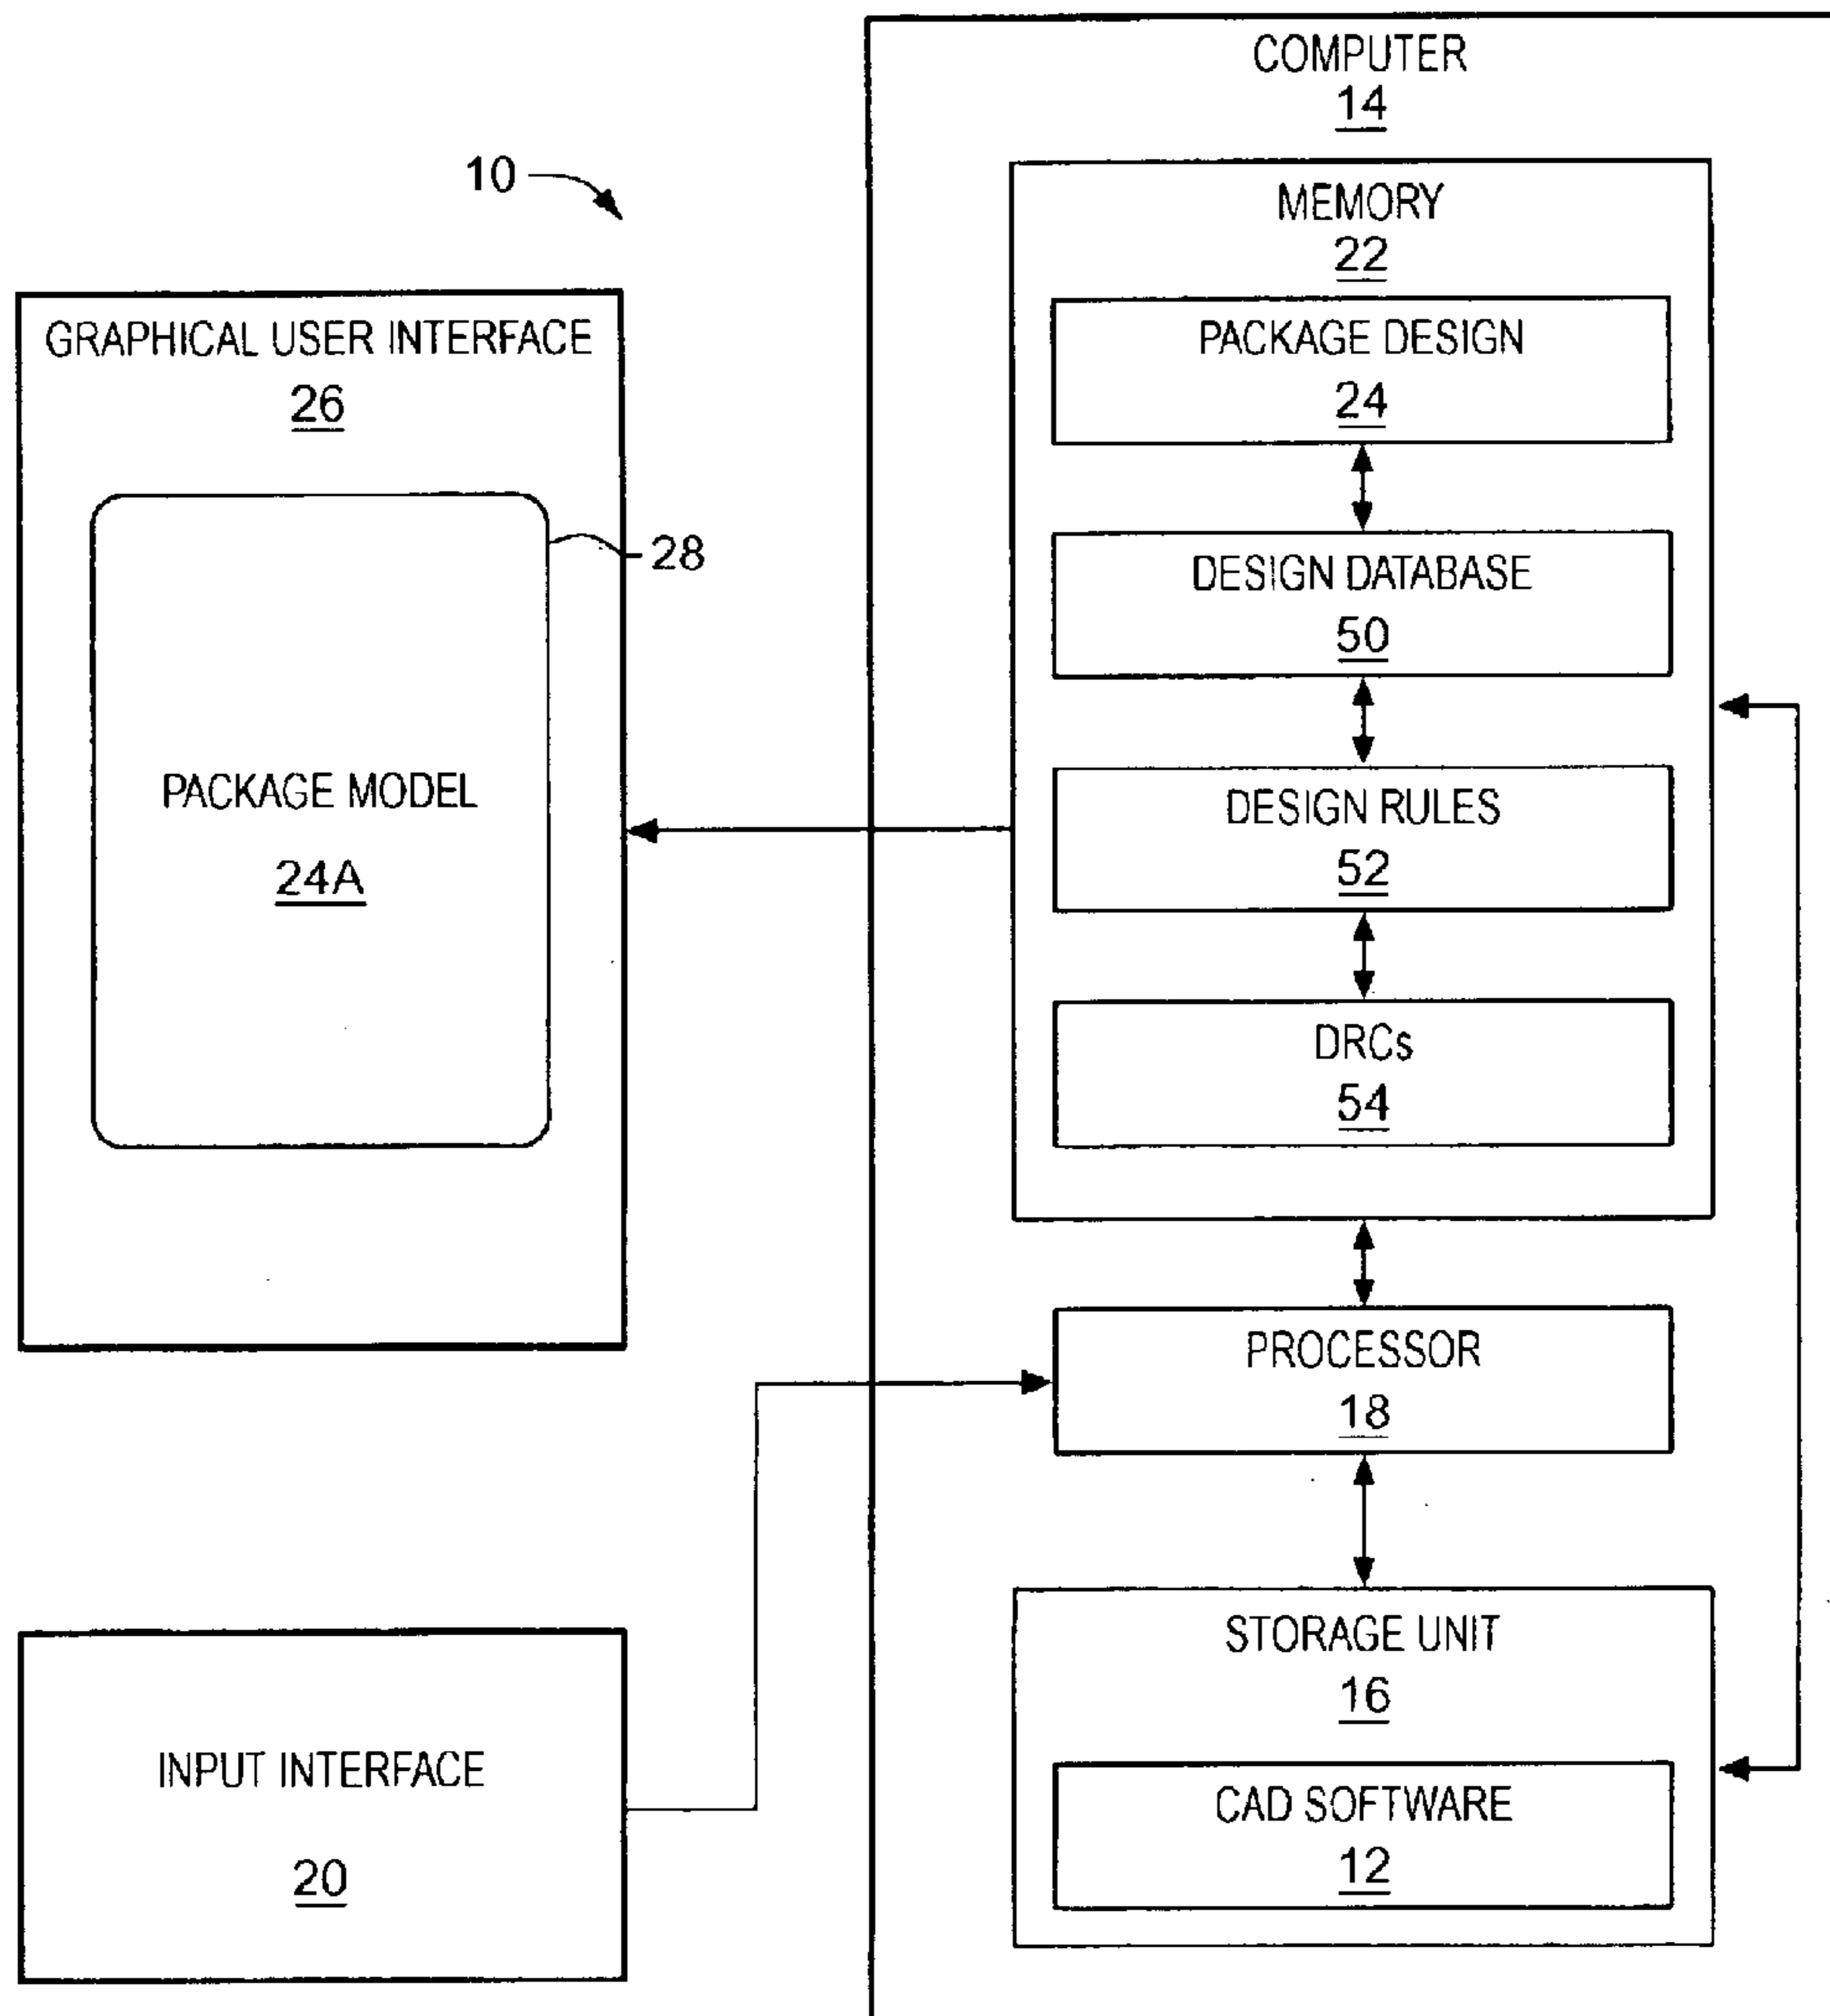 COMPUTER
14
10
MEMORY
22
GRAPHICAL USER INTERFACE
26
PACKAGE DESIGN
24
28
DESIGN DATABASE
50
PACKAGE MODEL
24A
DESIGN RULES
52
DRCs
54
PROCESSOR
18
STORAGE UNIT
16
INPUT INTERFACE
20
CAD SOFTWARE
12